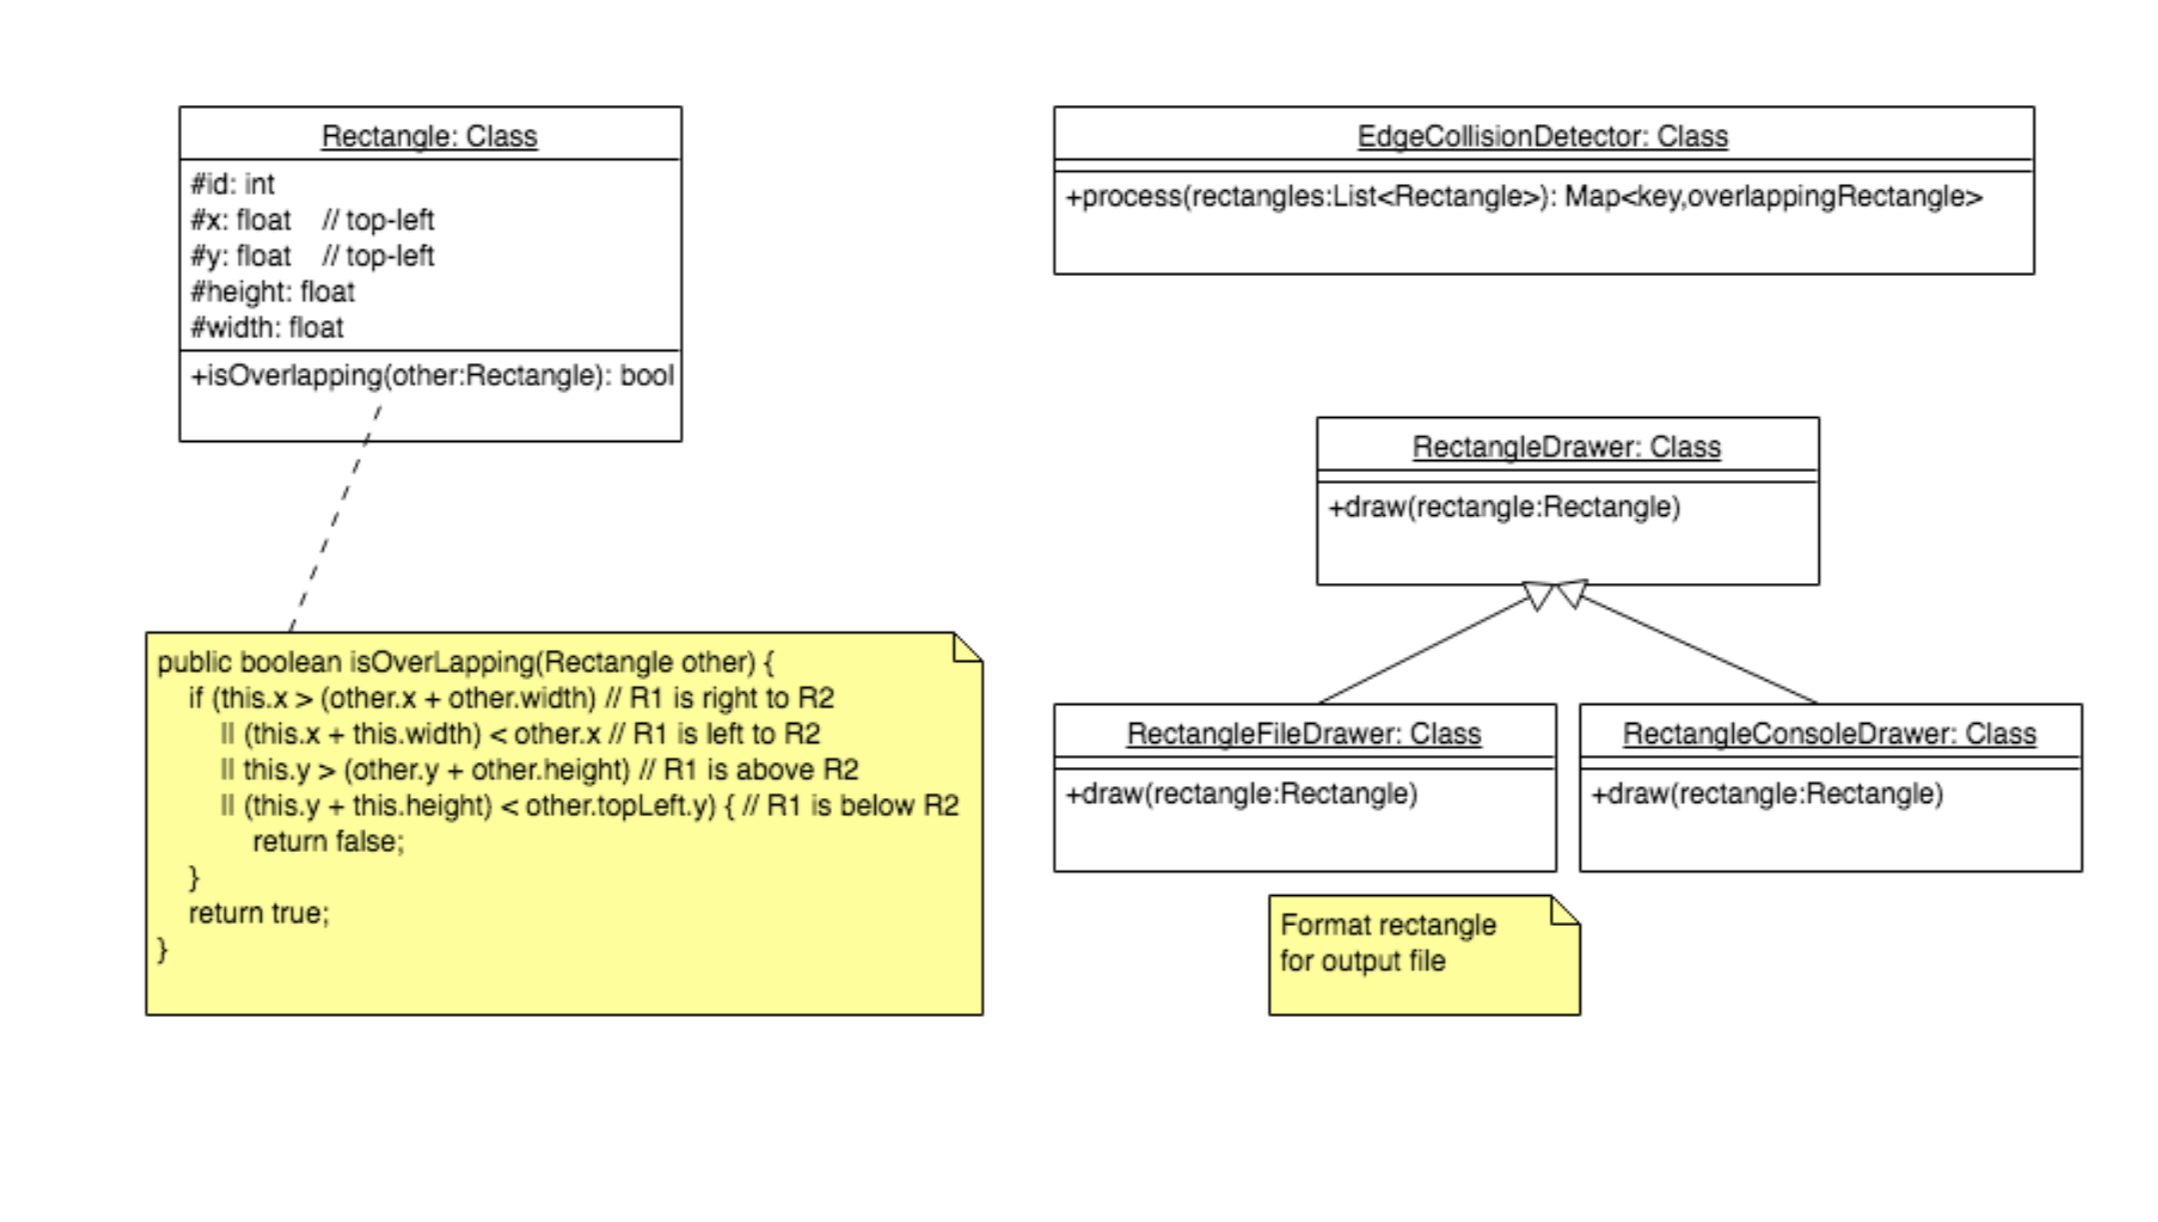 Rectangle: Class
#id: int
#x: float    // top-left
#y: float    // top-left
#height: float
#width: float
+isOverlapping(other:Rectangle): bool
EdgeCollisionDetector: Class
+process(rectangles:List<Rectangle>): Map<key,overlappingRectangle>
RectangleDrawer: Class
+draw(rectangle:Rectangle)
public boolean isOverLapping(Rectangle other) {
    if (this.x > (other.x + other.width) // R1 is right to R2
        || (this.x + this.width) < other.x // R1 is left to R2
        || this.y > (other.y + other.height) // R1 is above R2
        || (this.y + this.height) < other.topLeft.y) { // R1 is below R2
            return false;
    }
    return true;
}
RectangleFileDrawer: Class
+draw(rectangle:Rectangle)
RectangleConsoleDrawer: Class
+draw(rectangle:Rectangle)
Format rectangle
for output file